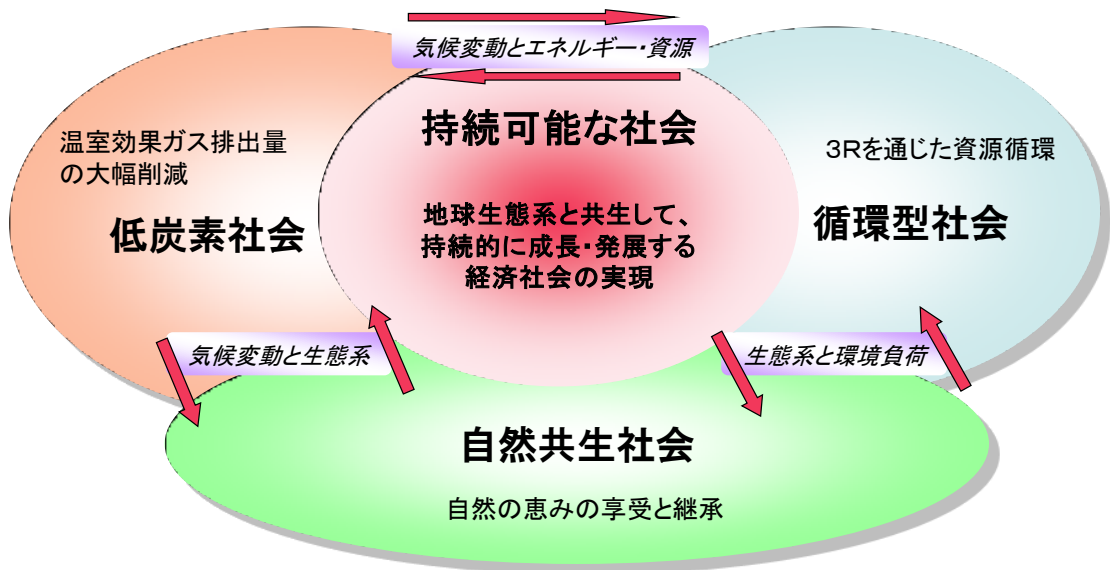 気候変動とエネルギー・資源
持続可能な社会
温室効果ガス排出量
の大幅削減
3Rを通じた資源循環
低炭素社会
地球生態系と共生して、
持続的に成長・発展する
経済社会の実現
循環型社会
気候変動と生態系
生態系と環境負荷
自然共生社会
自然の恵みの享受と継承